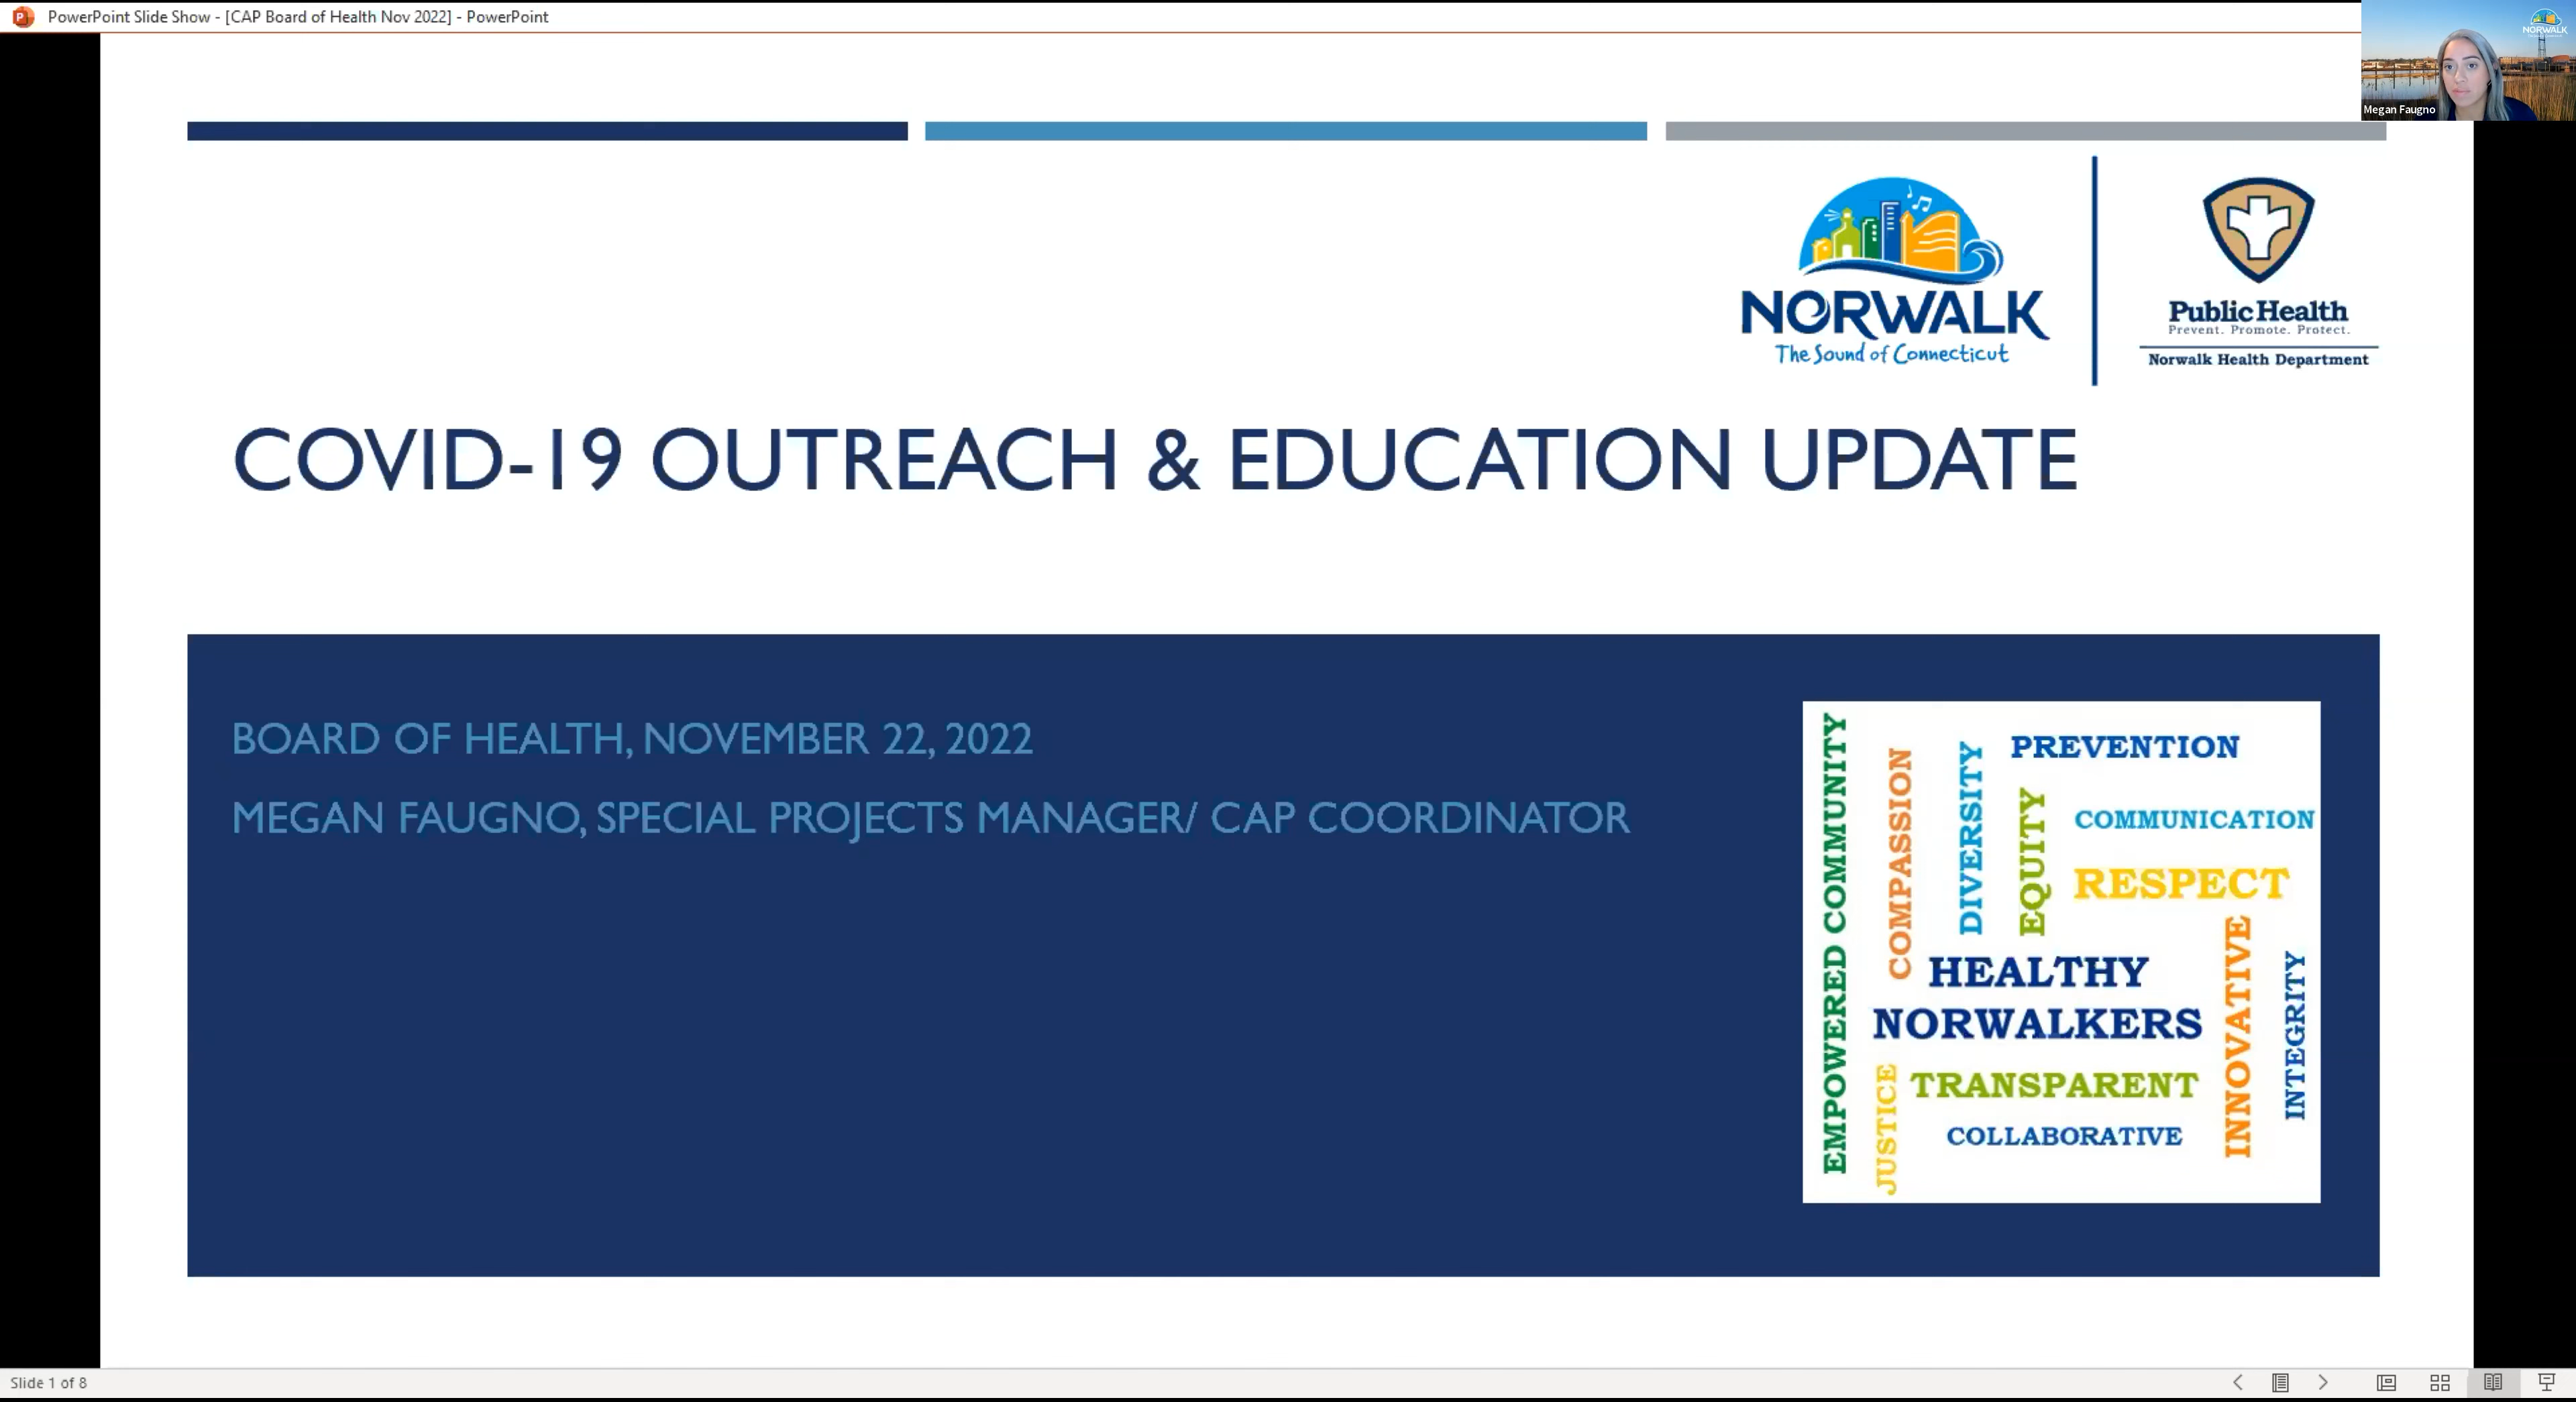 PowerPoint Slide Show - [CAP Board of Health Nov 2022] - PowerPoint
NORWALK
Megan Faugno
NORWALK
The Sound of Connecticut
Public Health
Prevent. Promote. Protect.
Norwalk Health Department
COVID-19 OUTREACH & EDUCATION UPDATE
BOARD OF HEALTH, NOVEMBER 22, 2022
MEGAN FAUGNO, SPECIAL PROJECTS MANAGER/ CAP COORDINATOR
EMPOWERED COMMUNITY
COMPASSION
DIVERSITY
EQUITY
PREVENTION
COMMUNICATION
RESPECT
HEALTHY
NORWALKERS
JUSTICE
TRANSPARENT
COLLABORATIVE
INNOVATIVE
INTEGRITY
Slide 1 of 8